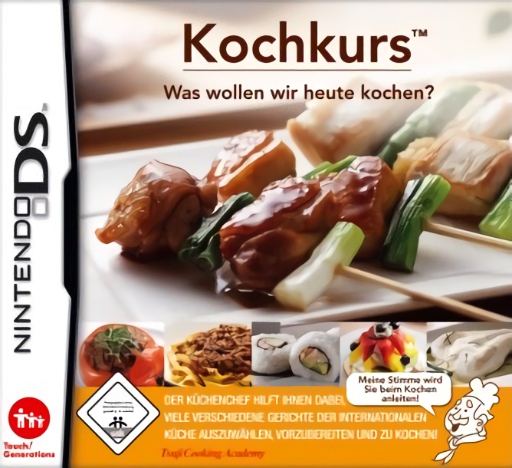 Kochkurs™
Was wollen wir heute kochen?
NINTENDO DS™
Meine Stimme wird
Sie beim Kochen
anleiten!
DER KÜCHENCHEF HILFT IHNEN DABEI,
VIELE VERSCHIEDENE GERICHTE DER INTERNATIONALEN
KÜCHE AUSZUWÄHLEN, VORZUBEREITEN UND ZU KOCHEN!
Tsuji Cooking Academy
Touch!
Generations